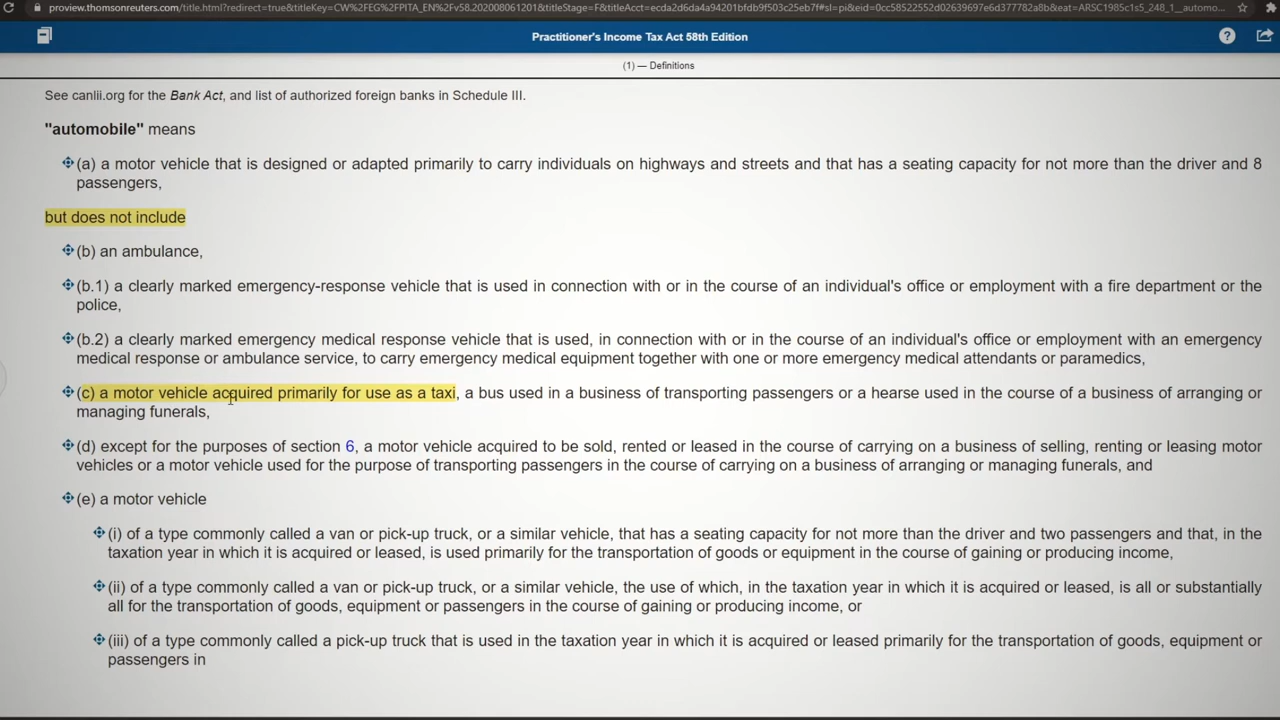 proview.thomsonreuters.com/title.html?redirect=true&titleKey=CW%2FEG%2FPITA_EN%2Fv58.202008061201&titleStage=F&titleAcct=ecda2d6da4a94201bfdb9f503c25eb7f#sl=pi&eid=0cc58522552d02639697e6d377782a8b&eat=ARSC1985c1s5_248_1__automo...
Practitioner's Income Tax Act 58th Edition
(1) — Definitions
See canlii.org for the Bank Act, and list of authorized foreign banks in Schedule III.
"automobile" means
(a) a motor vehicle that is designed or adapted primarily to carry individuals on highways and streets and that has a seating capacity for not more than the driver and 8
passengers,
but does not include
(b) an ambulance,
(b.1) a clearly marked emergency-response vehicle that is used in connection with or in the course of an individual's office or employment with a fire department or the
police,
(b.2) a clearly marked emergency medical response vehicle that is used, in connection with or in the course of an individual's office or employment with an emergency
medical response or ambulance service, to carry emergency medical equipment together with one or more emergency medical attendants or paramedics,
(c) a motor vehicle acquired primarily for use as a taxi, a bus used in a business of transporting passengers or a hearse used in the course of a business of arranging or
managing funerals,
(d) except for the purposes of section 6, a motor vehicle acquired to be sold, rented or leased in the course of carrying on a business of selling, renting or leasing motor
vehicles or a motor vehicle used for the purpose of transporting passengers in the course of carrying on a business of arranging or managing funerals, and
(e) a motor vehicle
(i) of a type commonly called a van or pick-up truck, or a similar vehicle, that has a seating capacity for not more than the driver and two passengers and that, in the
taxation year in which it is acquired or leased, is used primarily for the transportation of goods or equipment in the course of gaining or producing income,
(ii) of a type commonly called a van or pick-up truck, or a similar vehicle, the use of which, in the taxation year in which it is acquired or leased, is all or substantially
all for the transportation of goods, equipment or passengers in the course of gaining or producing income, or
(iii) of a type commonly called a pick-up truck that is used in the taxation year in which it is acquired or leased primarily for the transportation of goods, equipment or
passengers in